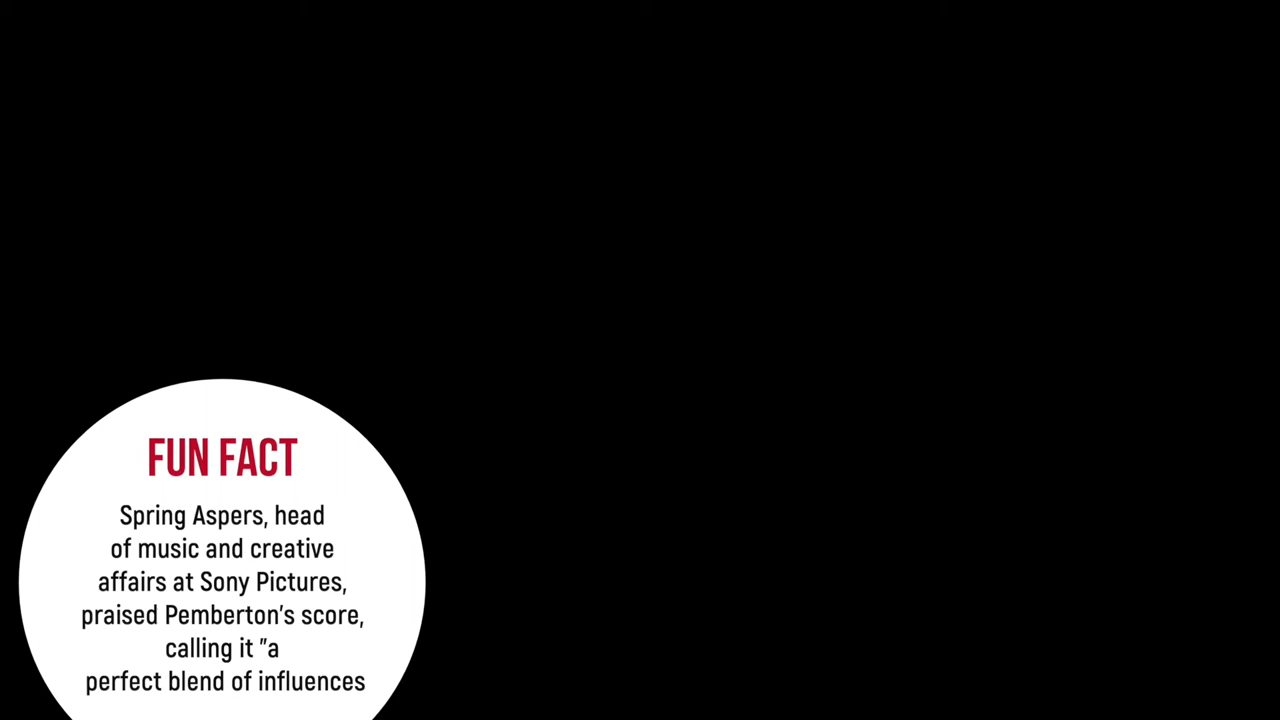 FUN FACT
Spring Aspers, head
of music and creative
affairs at Sony Pictures,
praised Pemberton's score,
calling it "a
perfect blend of influences